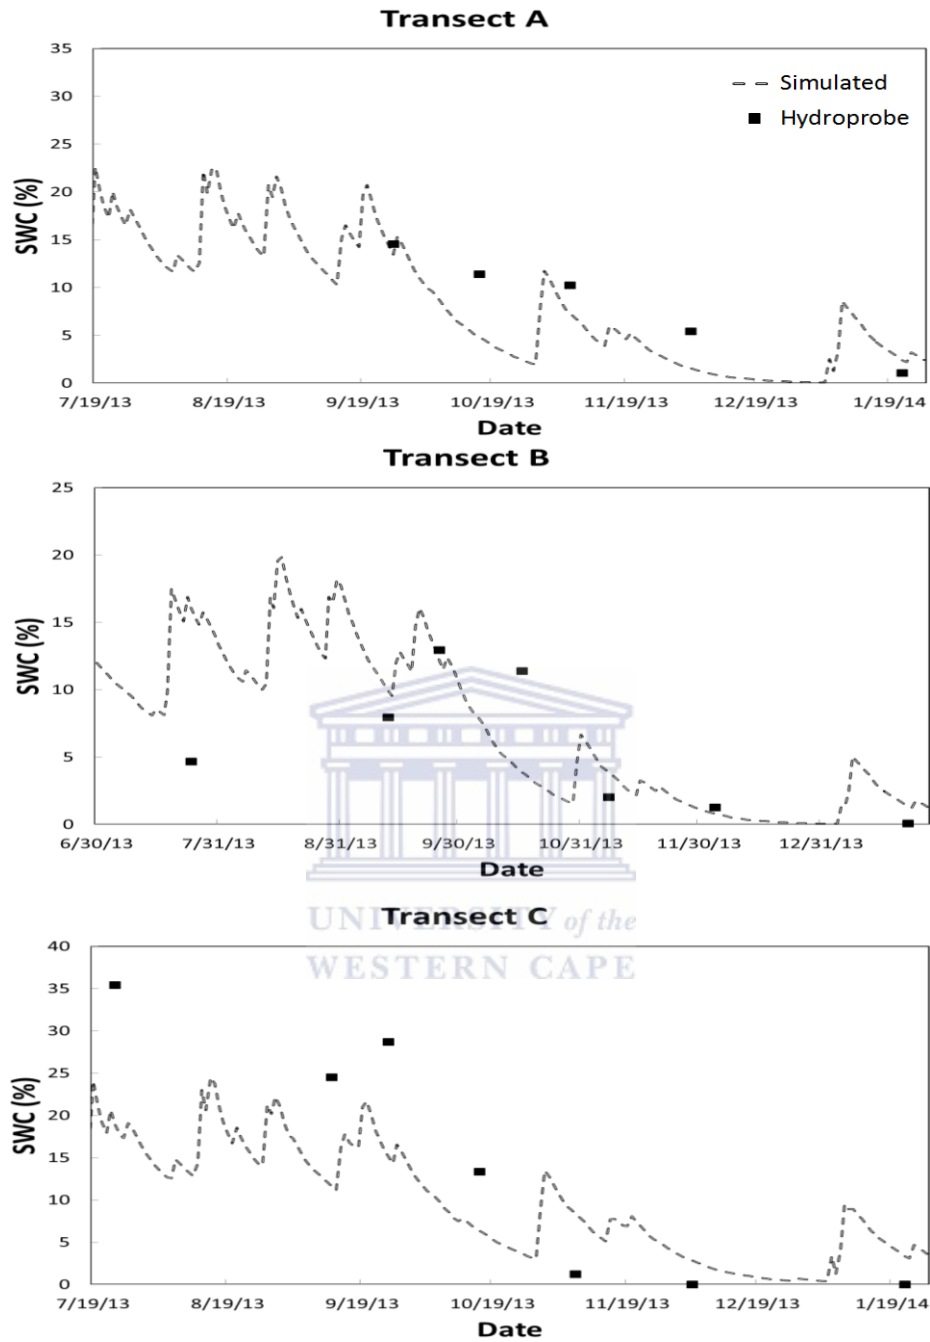 Transect A
35
30
25
20
15
10
5
0
SWC (%)
Simulated
Hydroprobe
7/19/13 8/19/13 9/19/13 10/19/13 11/19/13 12/19/13 1/19/14
Date
Transect B
25
20
15
10
5
0
SWC (%)
6/30/13 7/31/13 8/31/13 9/30/13 10/31/13 11/30/13 12/31/13
Date
Transect C
UNIVERSITY of the
WESTERN CAPE
40
35
30
25
20
15
10
5
0
SWC (%)
7/19/13 8/19/13 9/19/13 10/19/13 11/19/13 12/19/13 1/19/14
Date